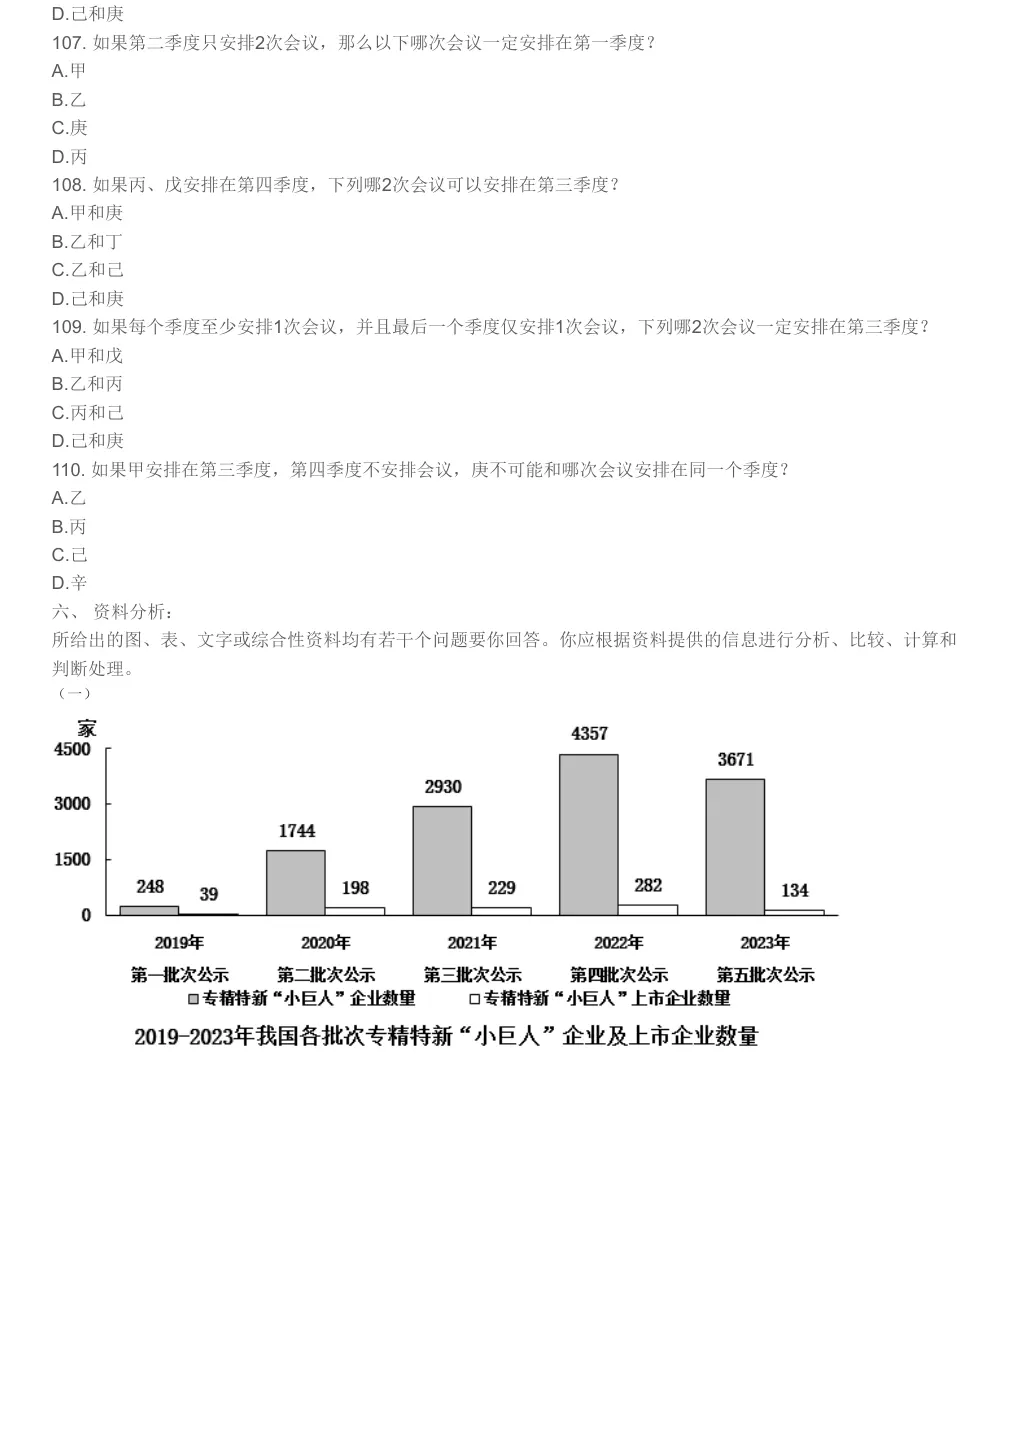 D.己和庚
107. 如果第二季度只安排2次会议，那么以下哪次会议一定安排在第一季度？
A.甲
B.乙
C.庚
D.丙
108. 如果丙、戊安排在第四季度，下列哪2次会议可以安排在第三季度？
A.甲和庚
B.乙和丁
C.乙和己
D.己和庚
109. 如果每个季度至少安排1次会议，并且最后一个季度仅安排1次会议，下列哪2次会议一定安排在第三季度？
A.甲和戊
B.乙和丙
C.丙和己
D.己和庚
110. 如果甲安排在第三季度，第四季度不安排会议，庚不可能和哪次会议安排在同一个季度？
A.乙
B.丙
C.己
D.辛
六、 资料分析：
所给出的图、表、文字或综合性资料均有若干个问题要你回答。你应根据资料提供的信息进行分析、比较、计算和
判断处理。
（一）
家
4500
3000
1500
0
248
39
1744
198
2930
229
4357
282
3671
134
2019年 2020年 2021年 2022年 2023年
第一批次公示 第二批次公示 第三批次公示 第四批次公示 第五批次公示
专精特新“小巨人”企业数量 专精特新“小巨人”上市企业数量
2019-2023年我国各批次专精特新“小巨人”企业及上市企业数量